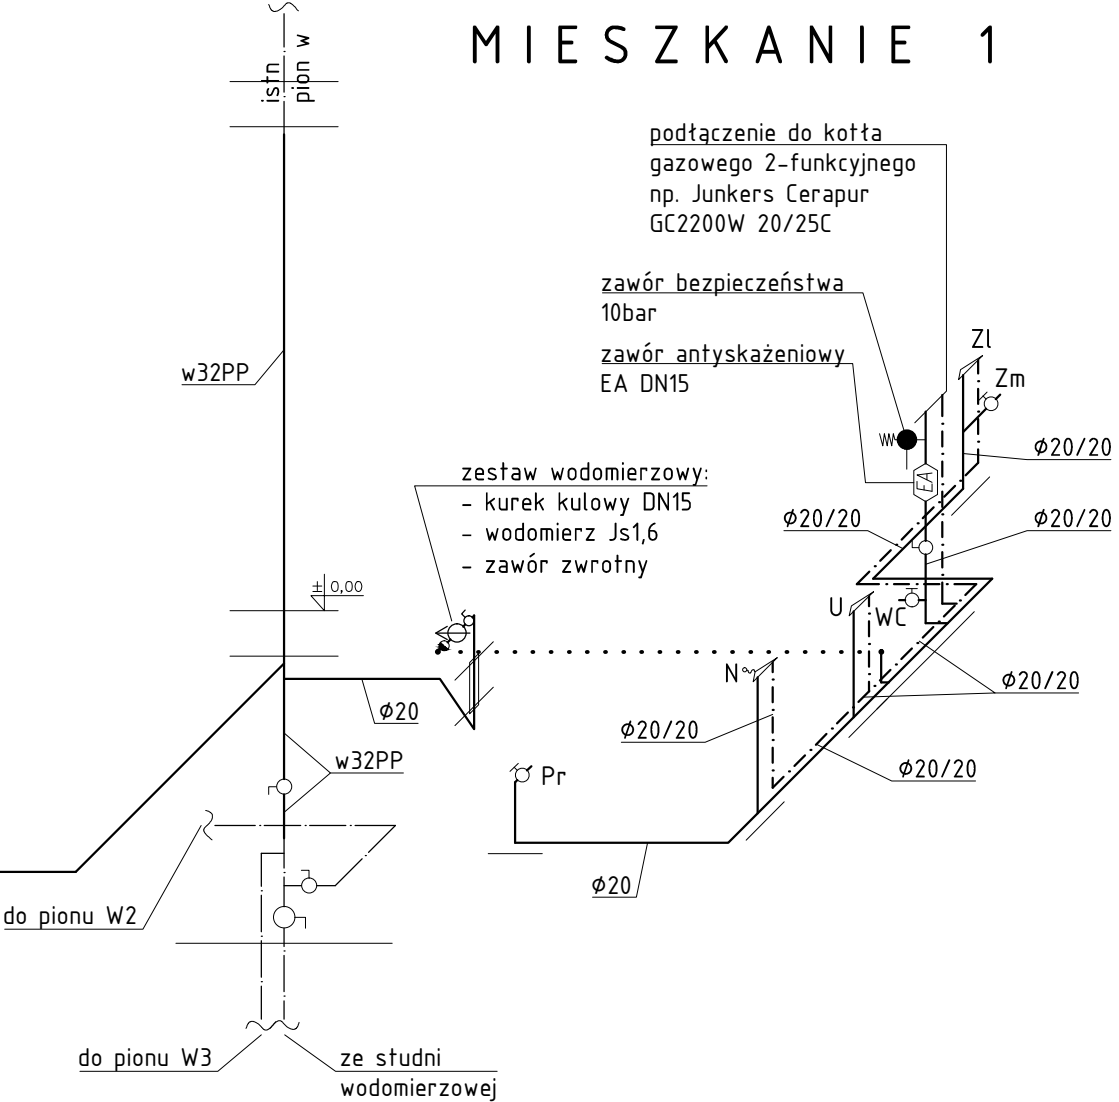 MIESZKANIE 1
istn
pion w
podłączenie do kotła
gazowego 2-funkcyjnego
np. Junkers Cerapur
GC2200W 20/25C
zawór bezpieczeństwa
10bar
zawór antyskażeniowy
EA DN15
Zl
Zm
w32PP
Φ20/20
zestaw wodomierzowy:
- kurek kulowy DN15
- wodomierz Js1,6
- zawór zwrotny
EA
Φ20/20
Φ20/20
±0,00
U
WC
N
Φ20/20
Φ20
Φ20/20
w32PP
Pr
Φ20/20
Φ20
do pionu W2
do pionu W3
ze studni
wodomierzowej